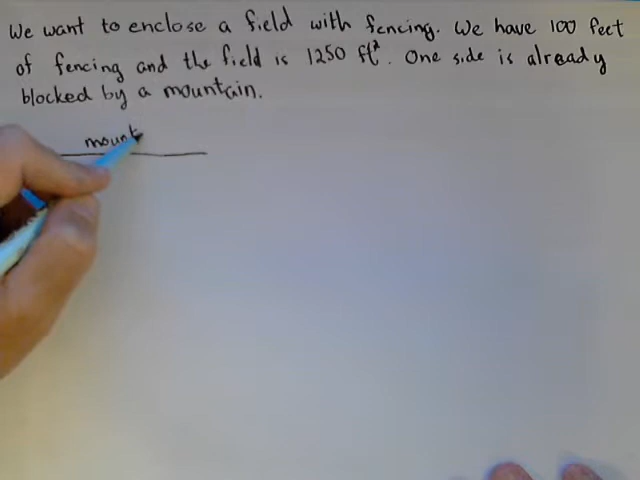 We want to enclose a field with fencing. We have 100 feet
of fencing and the field is 1250 ft². One side is already
blocked by a mountain.
mount